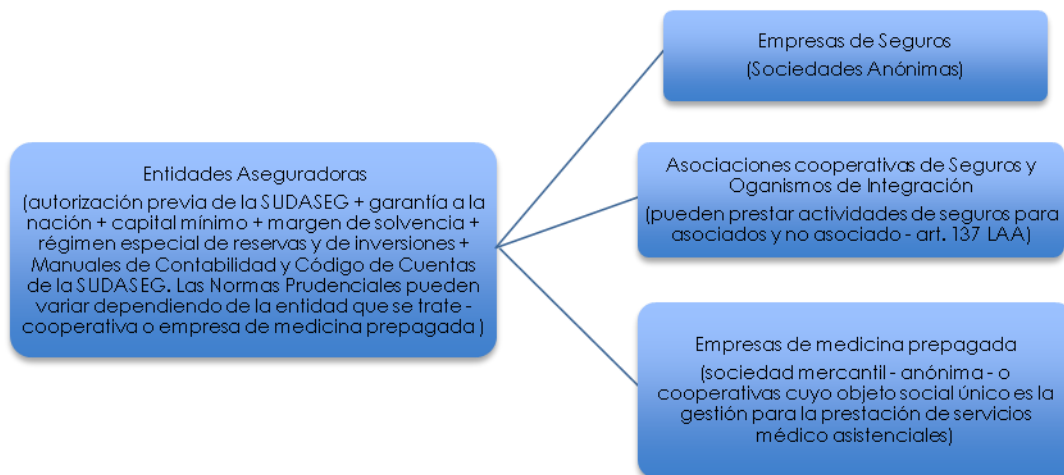 Empresas de Seguros
(Sociedades Anónimas)
Entidades Aseguradoras
(autorización previa de la SUDASEG + garantía a la
nación + capital mínimo + margen de solvencia +
régimen especial de reservas y de inversiones +
Manuales de Contabilidad y Código de Cuentas
de la SUDASEG. Las Normas Prudenciales pueden
variar dependiendo de la entidad que se trate -
cooperativa o empresa de medicina prepagada )
Asociaciones cooperativas de Seguros y
Oganismos de Integración
(pueden prestar actividades de seguros para
asociados y no asociado - art. 137 LAA)
Empresas de medicina prepagada
(sociedad mercantil - anónima - o
cooperativas cuyo objeto social único es la
gestión para la prestación de servicios
médico asistenciales)